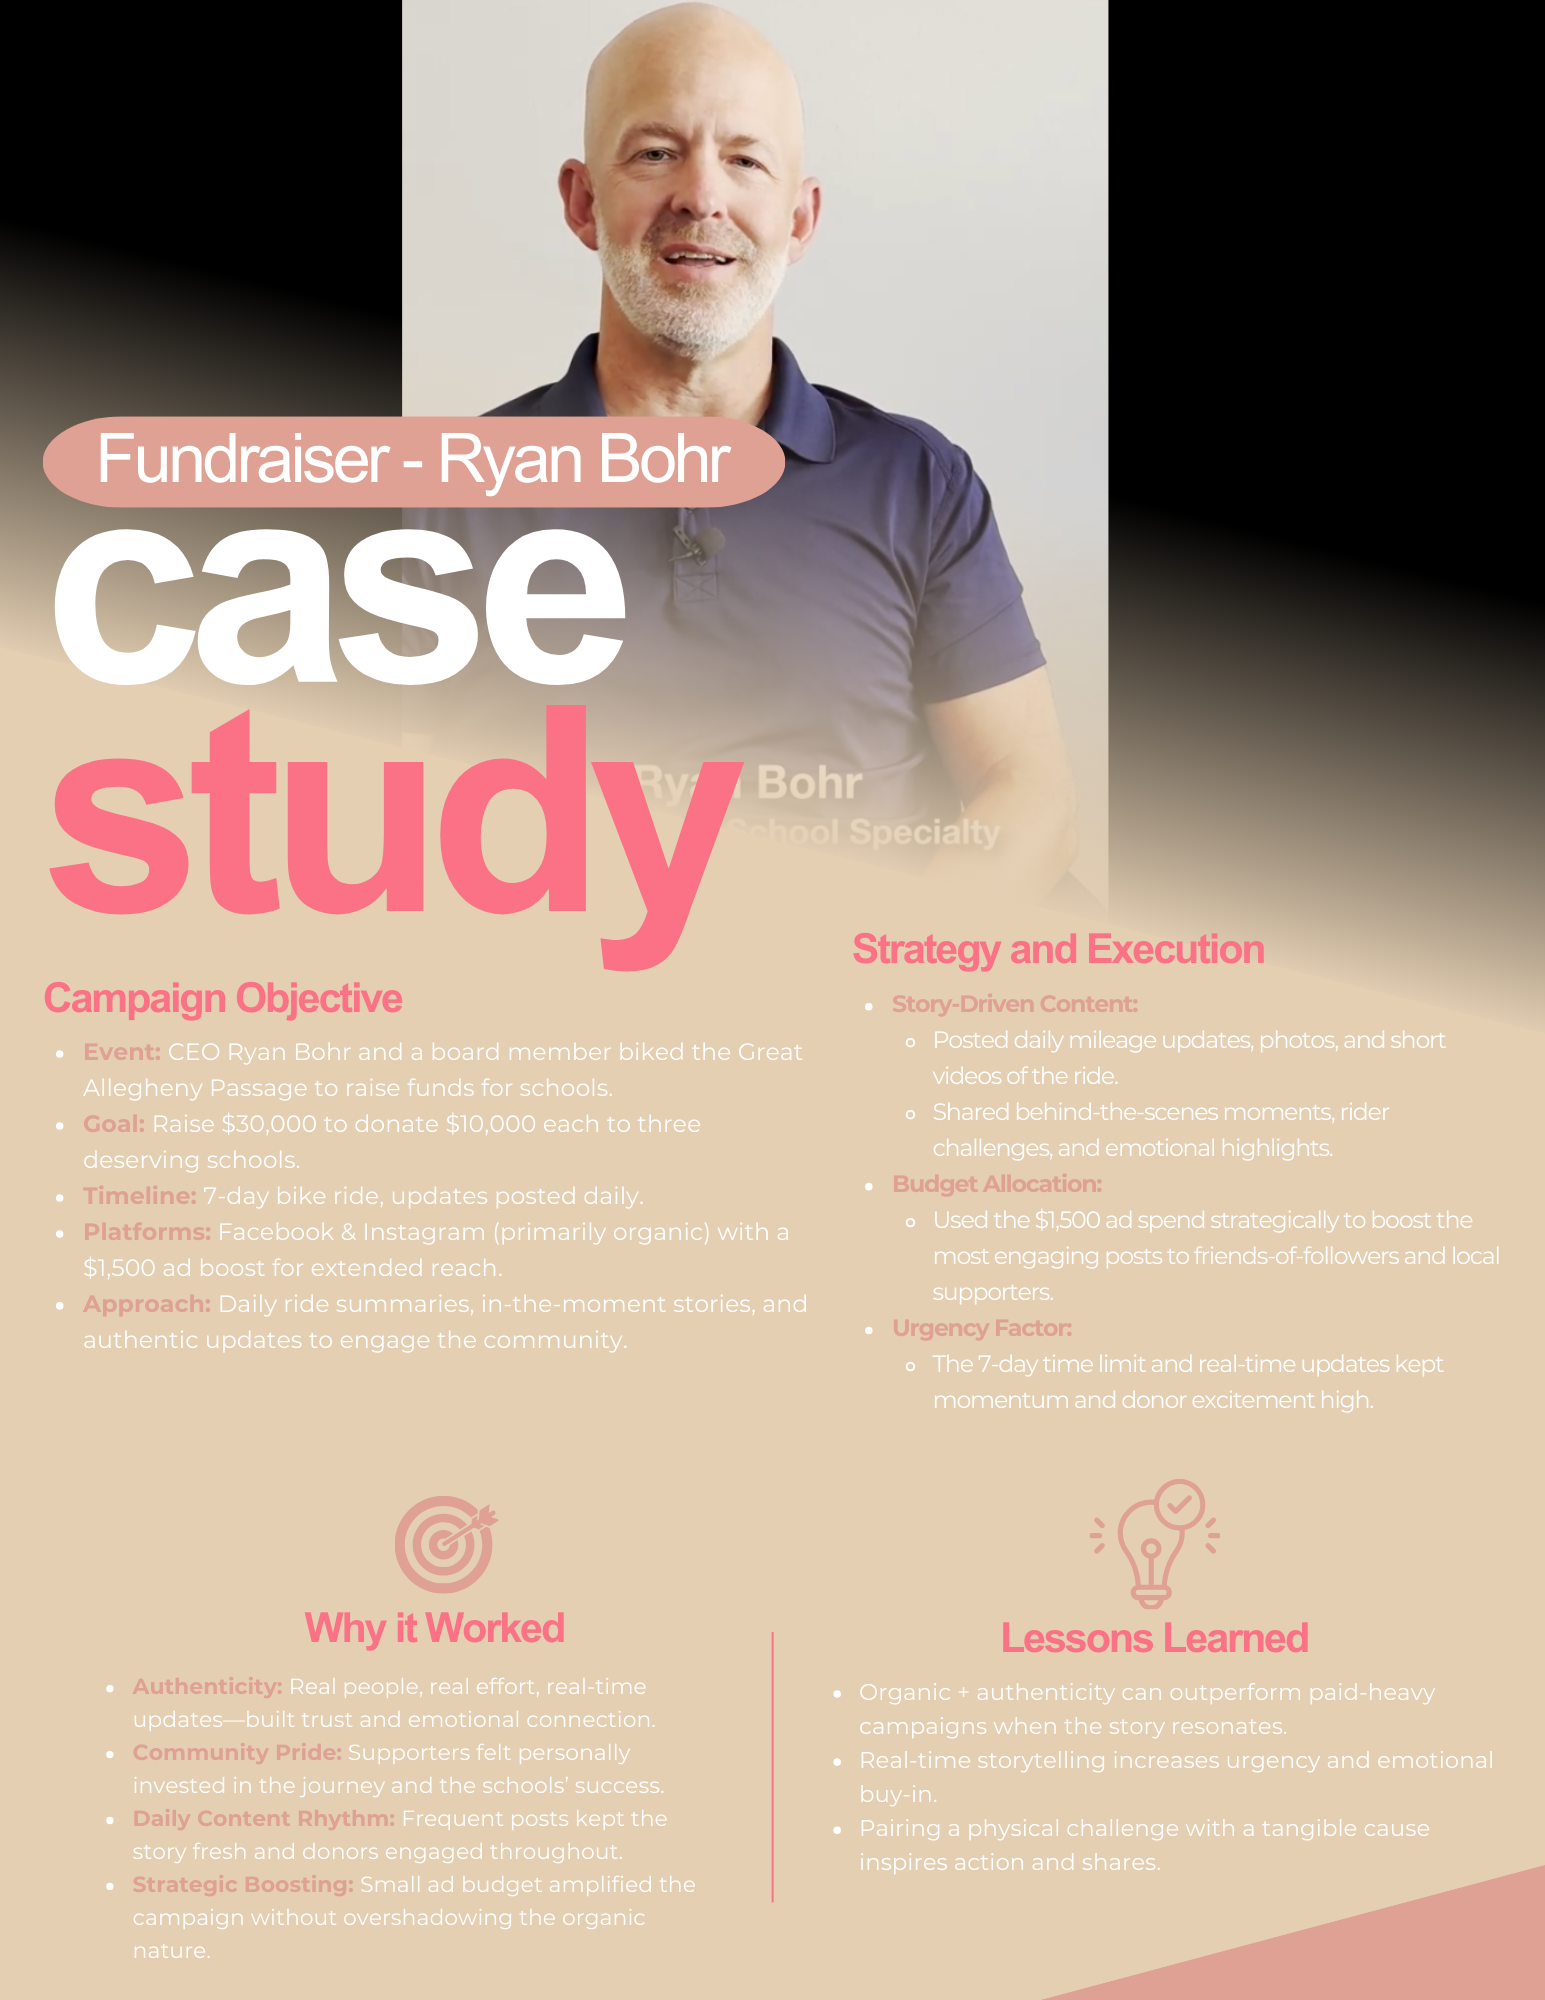 Fundraiser - Ryan Bohr
case
study
Ryan Bohr
School Specialty
Campaign Objective
• Event: CEO Ryan Bohr and a board member biked the Great
Allegheny Passage to raise funds for schools.
• Goal: Raise $30,000 to donate $10,000 each to three
deserving schools.
• Timeline: 7-day bike ride, updates posted daily.
• Platforms: Facebook & Instagram (primarily organic) with a
$1,500 ad boost for extended reach.
• Approach: Daily ride summaries, in-the-moment stories, and
authentic updates to engage the community.
Strategy and Execution
• Story-Driven Content:
◦ Posted daily mileage updates, photos, and short
videos of the ride.
◦ Shared behind-the-scenes moments, rider
challenges, and emotional highlights.
• Budget Allocation:
◦ Used the $1,500 ad spend strategically to boost the
most engaging posts to friends-of-followers and local
supporters.
• Urgency Factor:
◦ The 7-day time limit and real-time updates kept
momentum and donor excitement high.
Why it Worked
• Authenticity: Real people, real effort, real-time
updates—built trust and emotional connection.
• Community Pride: Supporters felt personally
invested in the journey and the schools’ success.
• Daily Content Rhythm: Frequent posts kept the
story fresh and donors engaged throughout.
• Strategic Boosting: Small ad budget amplified the
campaign without overshadowing the organic
nature.
Lessons Learned
• Organic + authenticity can outperform paid-heavy
campaigns when the story resonates.
• Real-time storytelling increases urgency and emotional
buy-in.
• Pairing a physical challenge with a tangible cause
inspires action and shares.